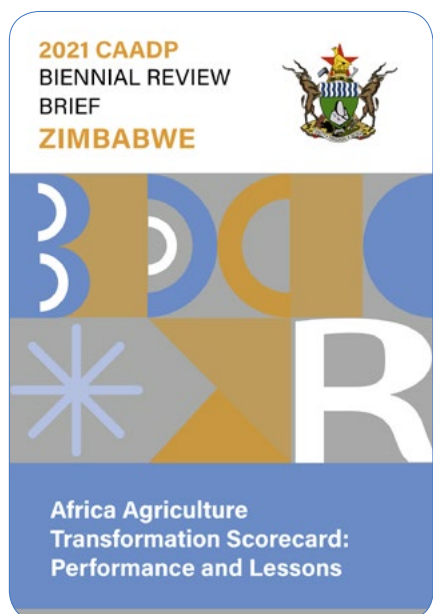 2021 CAADP
BIENNIAL REVIEW
BRIEF
ZIMBABWE
R
Africa Agriculture
Transformation Scorecard:
Performance and Lessons